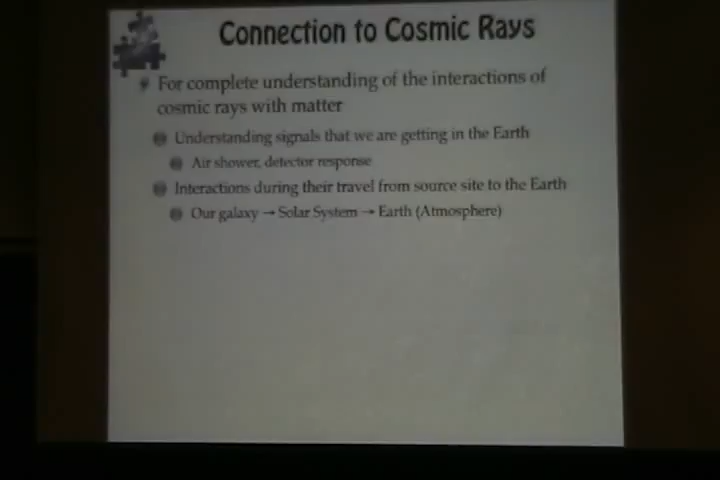 Connection to Cosmic Rays
For complete understanding of the interactions of
cosmic rays with matter
Understanding signals that we are getting in the Earth
Air shower, detector response
Interactions during their travel from source site to the Earth
Our galaxy → Solar System → Earth (Atmosphere)